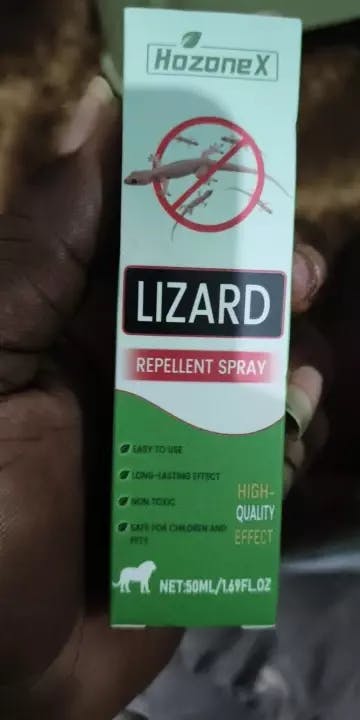 HozoneX
LIZARD
REPELLENT SPRAY
EASY TO USE
LONG-LASTING EFFECT
NON TOXIC
SAFE FOR CHILDREN AND
PETS
HIGH-
QUALITY
EFFECT
NET:50ML/1.69FL.OZ